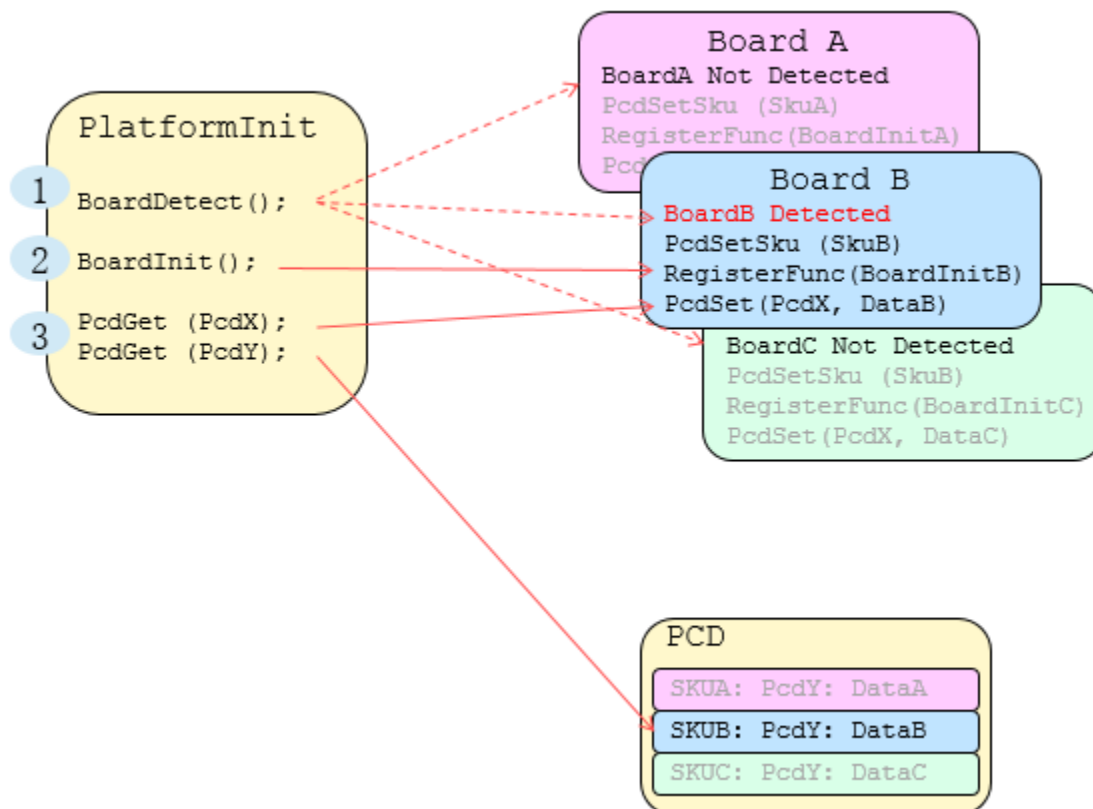 PlatformInit
1
BoardDetect();
2
BoardInit();
3
PcdGet (PcdX);
PcdGet (PcdY);
Board A
BoardA Not Detected
PcdSetSku (SkuA)
RegisterFunc(BoardInitA)
Board B
BoardB Detected
PcdSetSku (SkuB)
RegisterFunc(BoardInitB)
PcdSet(PcdX, DataB)
BoardC Not Detected
PcdSetSku (SkuB)
RegisterFunc(BoardInitC)
PcdSet(PcdX, DataC)
PCD
SKUA: PcdY: DataA
SKUB: PcdY: DataB
SKUC: PcdY: DataC